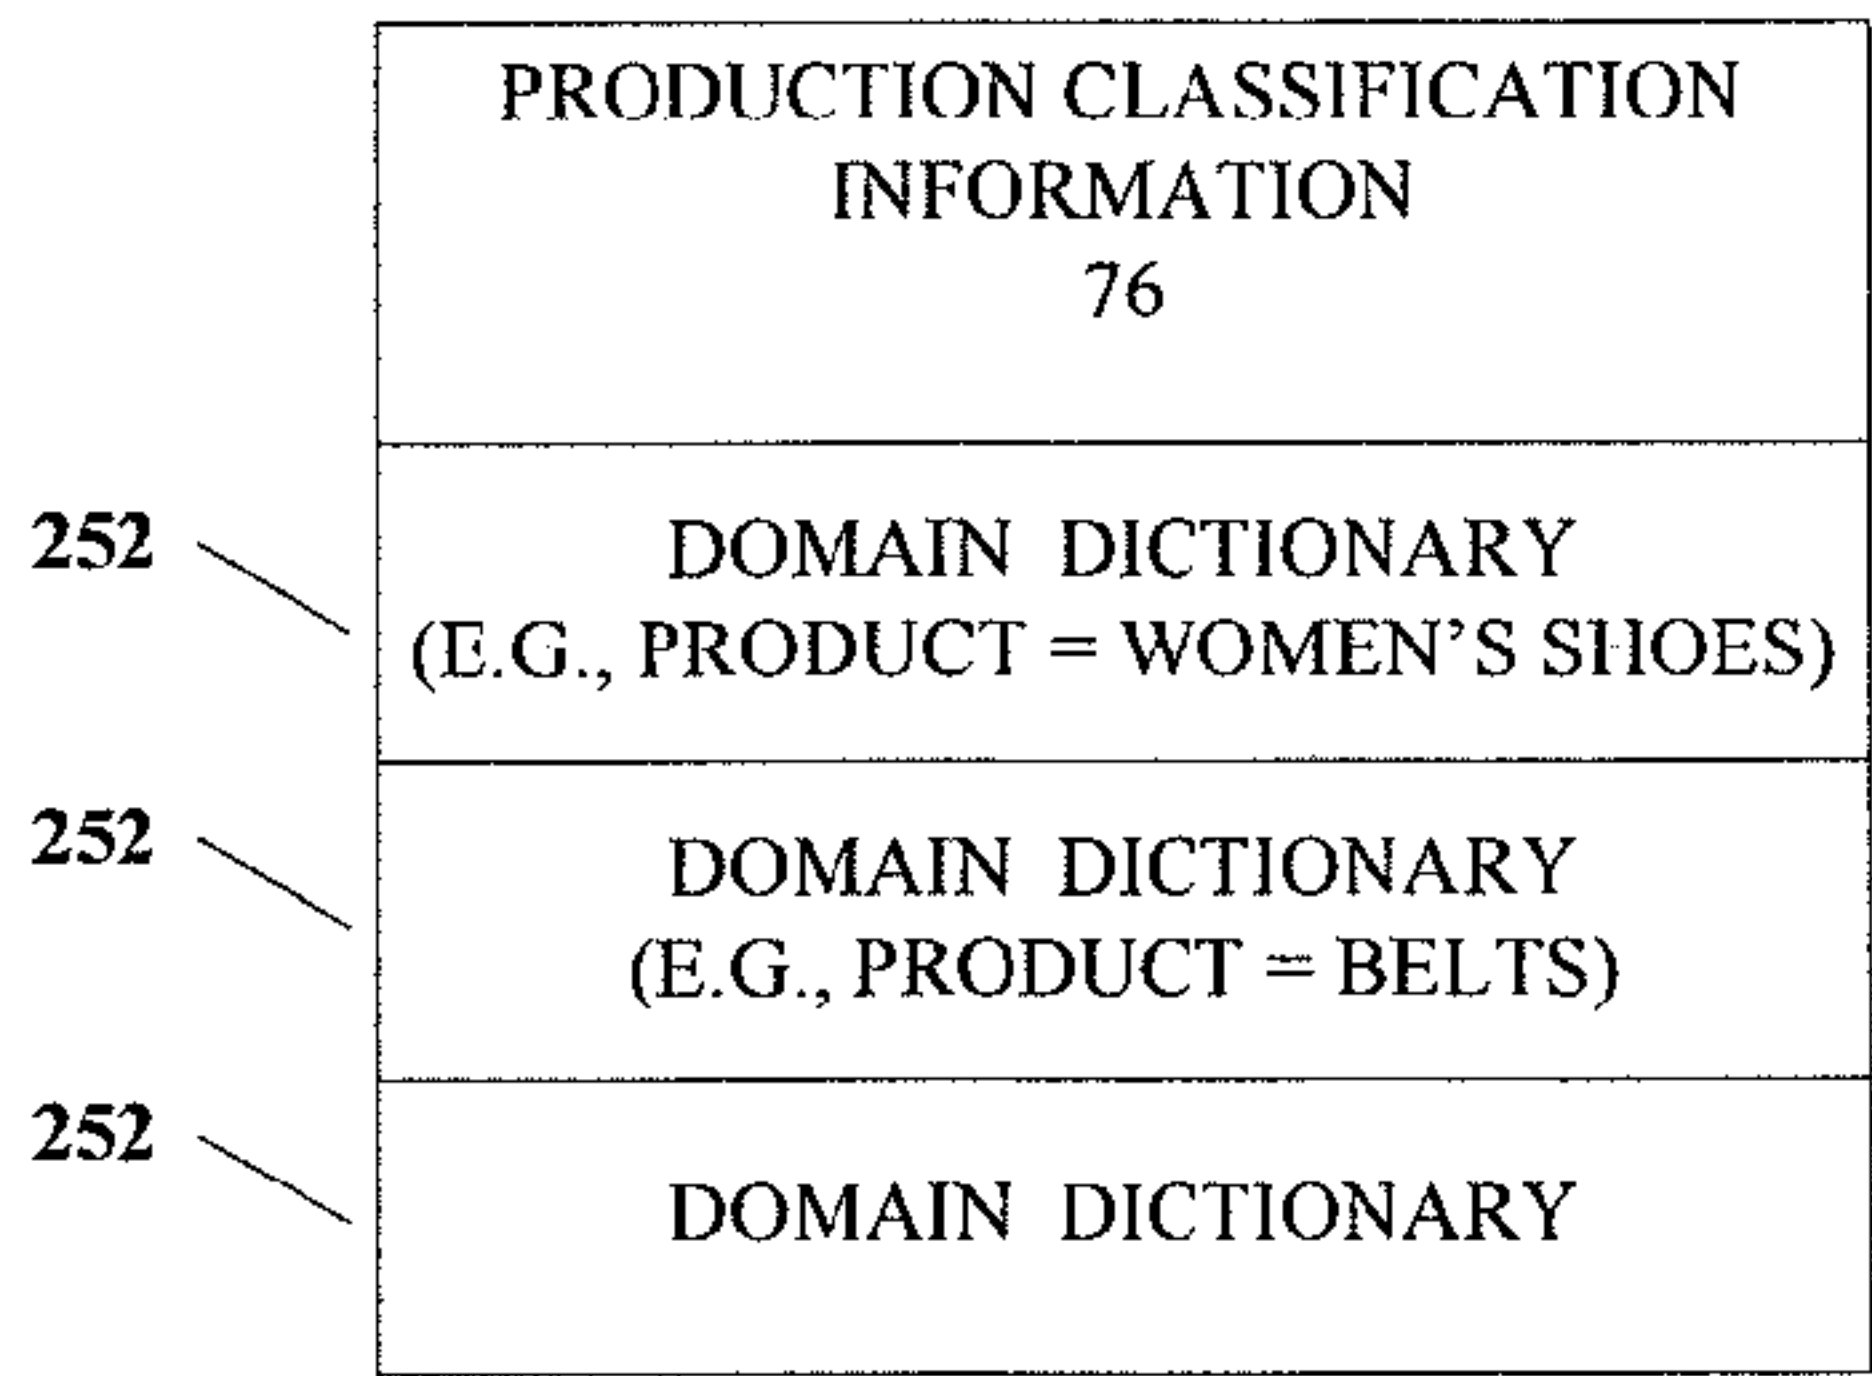 PRODUCTION CLASSIFICATION
INFORMATION
76
252
DOMAIN DICTIONARY
(E.G., PRODUCT = WOMEN'S SHOES)
252
DOMAIN DICTIONARY
(E.G., PRODUCT = BELTS)
252
DOMAIN DICTIONARY